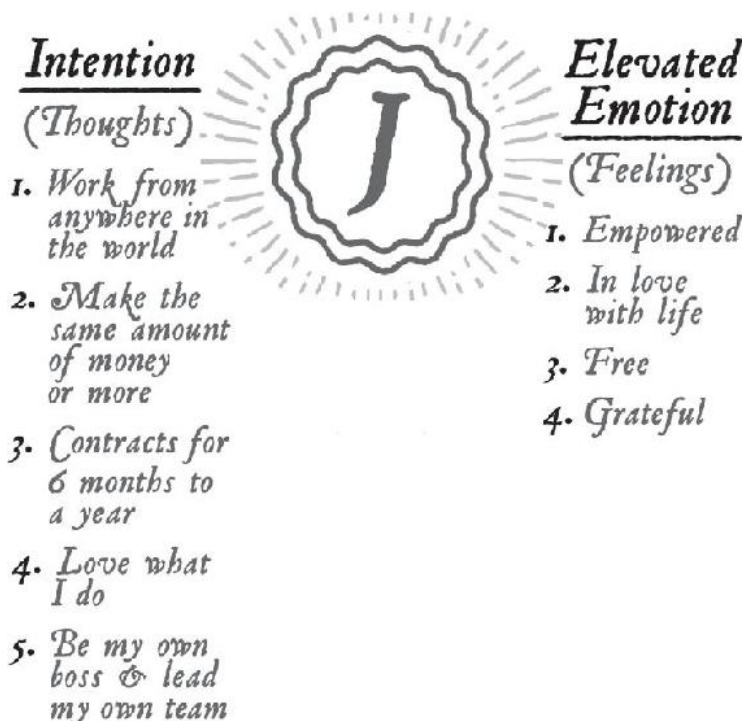 Intention
(Thoughts)
1. Work from
anywhere in
the world
2. Make the
same amount
of money
or more
3. Contracts for
6 months to
a year
4. Love what
I do
5. Be my own
boss & lead
my own team
J
Elevated
Emotion
(Feelings)
1. Empowered
2. In love
with life
3. Free
4. Grateful